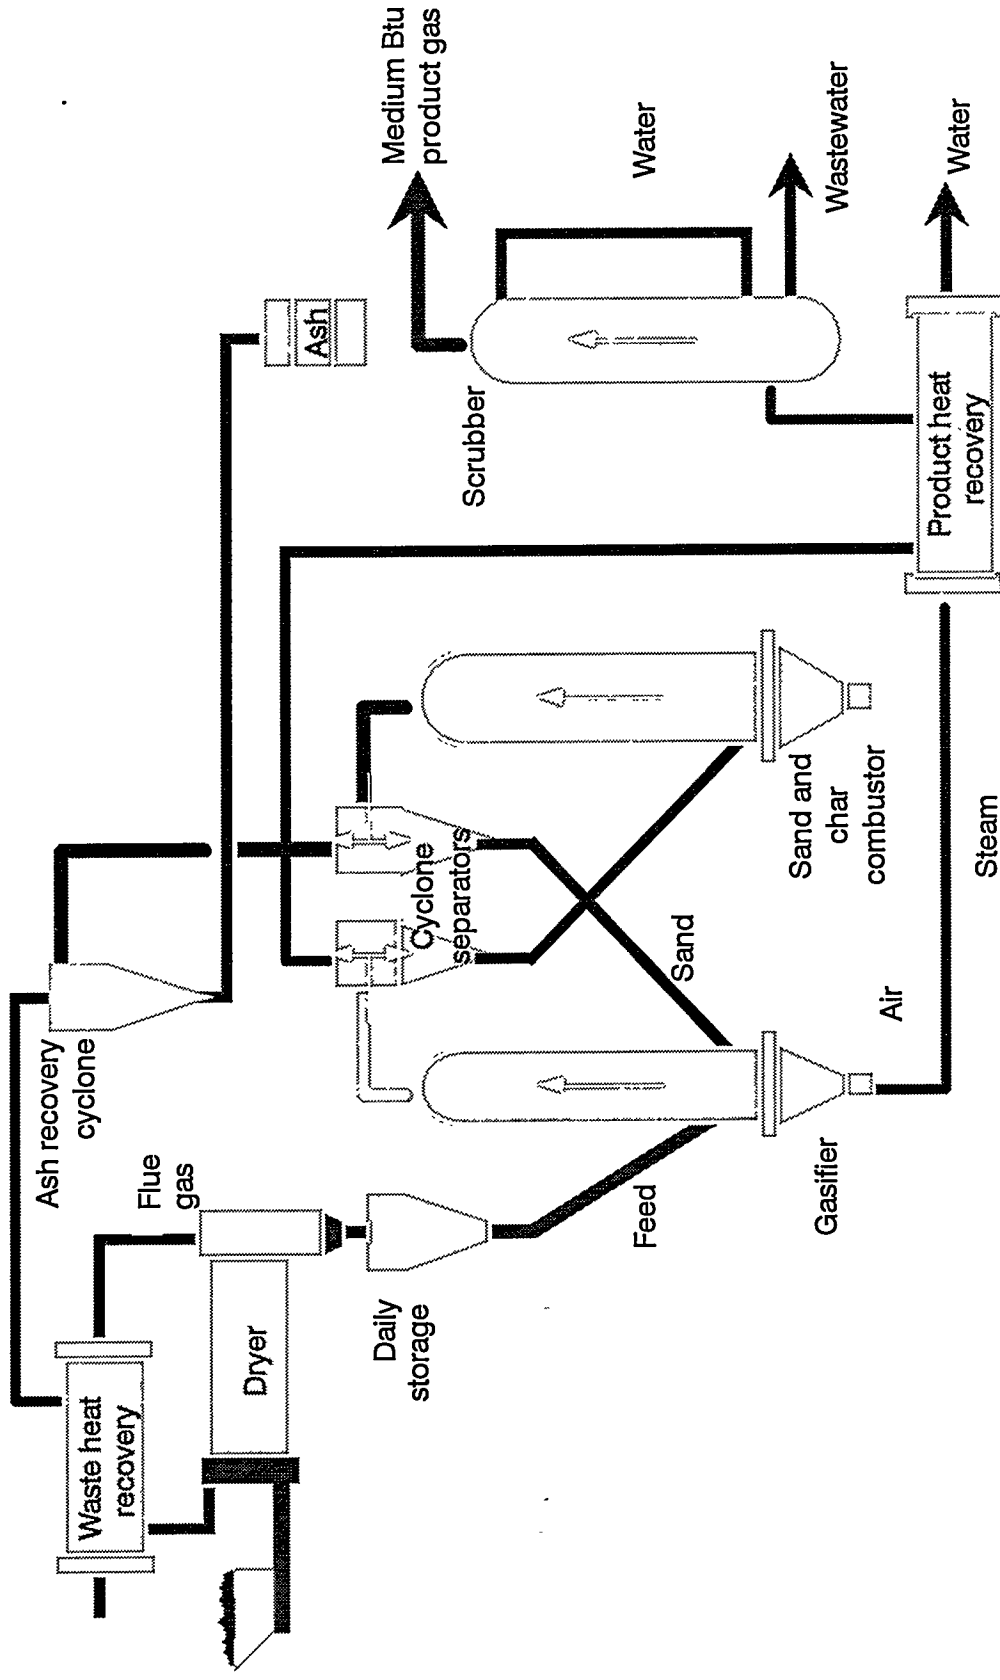 Waste heat
recovery
Dryer
Flue
gas
Ash recovery
cyclone
Daily
storage
Feed
Gasifier
Cyclone
separators
Sand
Air
Sand and
char
combustor
Steam
Ash
Scrubber
Medium Btu
product gas
Water
Wastewater
Product heat
recovery
Water